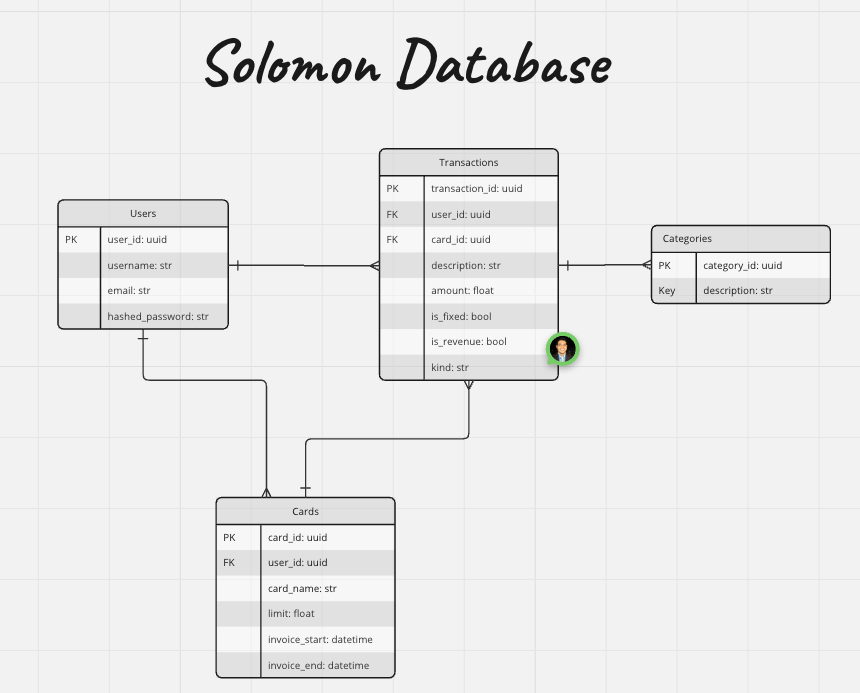 Solomon Database
Transactions
PK transaction_id: uuid
FK user_id: uuid
FK card_id: uuid
description: str
amount: float
is_fixed: bool
is_revenue: bool
kind: str
Users
PK user_id: uuid
username: str
email: str
hashed_password: str
Categories
PK category_id: uuid
Key description: str
Cards
PK card_id: uuid
FK user_id: uuid
card_name: str
limit: float
invoice_start: datetime
invoice_end: datetime